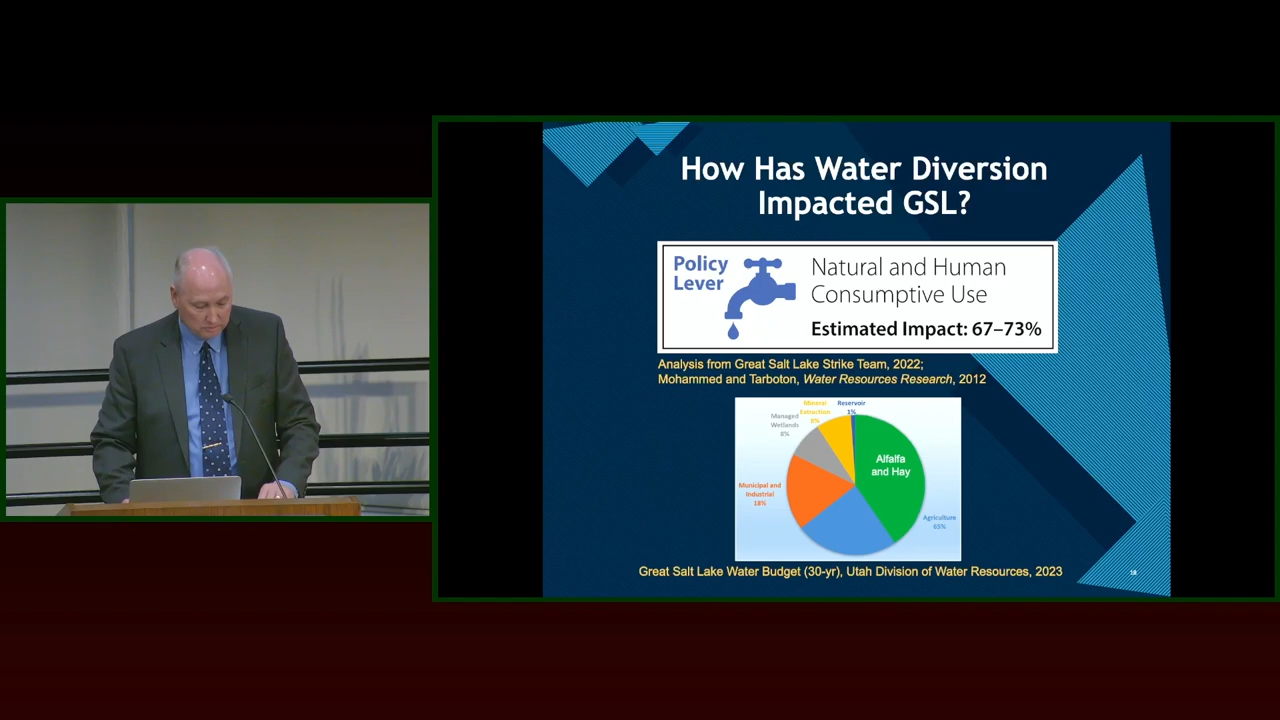 How Has Water Diversion
Impacted GSL?
Policy
Lever
Natural and Human
Consumptive Use
Estimated Impact: 67–73%
Analysis from Great Salt Lake Strike Team, 2022;
Mohammed and Tarboton, Water Resources Research, 2012
Mineral
Extraction
Reservoir
1%
Managed
Wetlands
8%
Alfalfa
and Hay
Municipal and
Industrial
18%
Agriculture
65%
Great Salt Lake Water Budget (30-yr), Utah Division of Water Resources, 2023
18